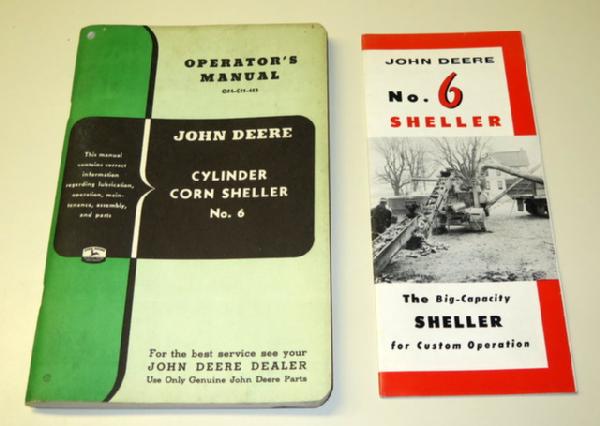 OPERATOR'S
MANUAL
This manual
contains correct
information
regarding lubrication,
operation, main-
tenance, assembly,
and parts
JOHN DEERE
CYLINDER
CORN SHELLER
No. 6
For the best service see your
JOHN DEERE DEALER
Use Only Genuine John Deere Parts
JOHN DEERE
No. 6
SHELLER
The Big-Capacity
SHELLER
for Custom Operation